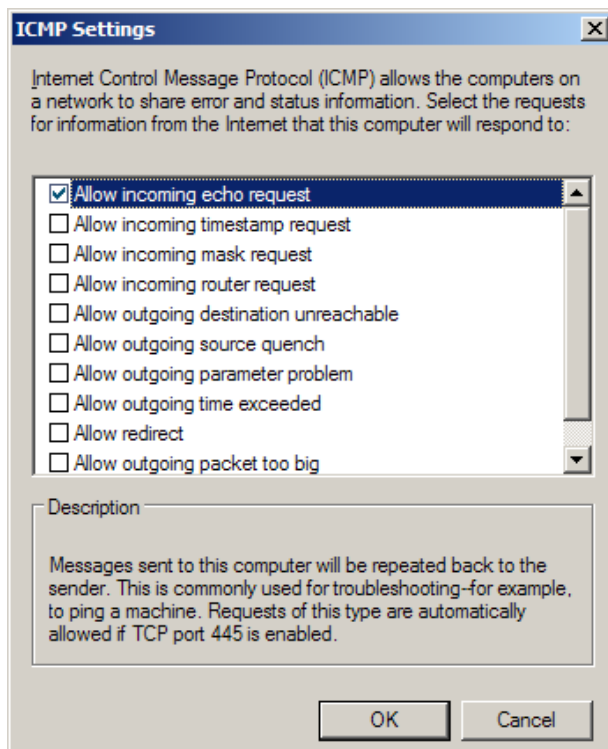 ICMP Settings
Internet Control Message Protocol (ICMP) allows the computers on
a network to share error and status information. Select the requests
for information from the Internet that this computer will respond to:
Allow incoming echo request
Allow incoming timestamp request
Allow incoming mask request
Allow incoming router request
Allow outgoing destination unreachable
Allow outgoing source quench
Allow outgoing parameter problem
Allow outgoing time exceeded
Allow redirect
Allow outgoing packet too big
Description
Messages sent to this computer will be repeated back to the
sender. This is commonly used for troubleshooting--for example,
to ping a machine. Requests of this type are automatically
allowed if TCP port 445 is enabled.
OK
Cancel